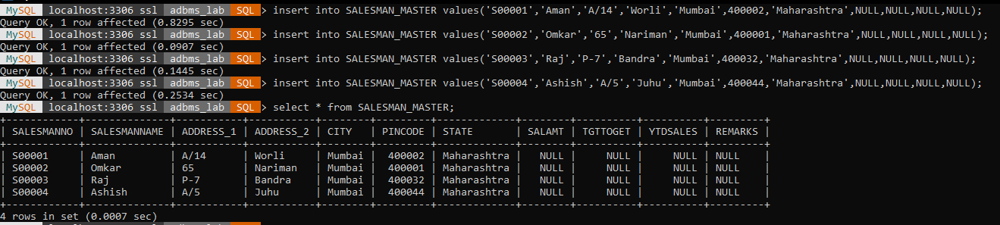 MySQL localhost:3306 ssl adbms_lab SQL > insert into SALESMAN_MASTER values('S00001','Aman','A/14','Worli','Mumbai',400002,'Maharashtra',NULL,NULL,NULL,NULL);
Query OK, 1 row affected (0.8295 sec)
MySQL localhost:3306 ssl adbms_lab SQL > insert into SALESMAN_MASTER values('S00002','Omkar','65','Nariman','Mumbai',400001,'Maharashtra',NULL,NULL,NULL,NULL);
Query OK, 1 row affected (0.0907 sec)
MySQL localhost:3306 ssl adbms_lab SQL > insert into SALESMAN_MASTER values('S00003','Raj','P-7','Bandra','Mumbai',400032,'Maharashtra',NULL,NULL,NULL,NULL);
Query OK, 1 row affected (0.1445 sec)
MySQL localhost:3306 ssl adbms_lab SQL > insert into SALESMAN_MASTER values('S00004','Ashish','A/5','Juhu','Mumbai',400044,'Maharashtra',NULL,NULL,NULL,NULL);
Query OK, 1 row affected (0.2534 sec)
MySQL localhost:3306 ssl adbms_lab SQL > select * from SALESMAN_MASTER;
+------------+--------------+-----------+-----------+--------+---------+-------------+--------+----------+----------+---------+
| SALESMANNO | SALESMANNAME | ADDRESS_1 | ADDRESS_2 | CITY   | PINCODE | STATE       | SALAMT | TGTTOGET | YTDSALES | REMARKS |
+------------+--------------+-----------+-----------+--------+---------+-------------+--------+----------+----------+---------+
| S00001     | Aman         | A/14      | Worli     | Mumbai |  400002 | Maharashtra |   NULL |     NULL |     NULL | NULL    |
| S00002     | Omkar        | 65        | Nariman   | Mumbai |  400001 | Maharashtra |   NULL |     NULL |     NULL | NULL    |
| S00003     | Raj          | P-7       | Bandra    | Mumbai |  400032 | Maharashtra |   NULL |     NULL |     NULL | NULL    |
| S00004     | Ashish       | A/5       | Juhu      | Mumbai |  400044 | Maharashtra |   NULL |     NULL |     NULL | NULL    |
+------------+--------------+-----------+-----------+--------+---------+-------------+--------+----------+----------+---------+
4 rows in set (0.0007 sec)